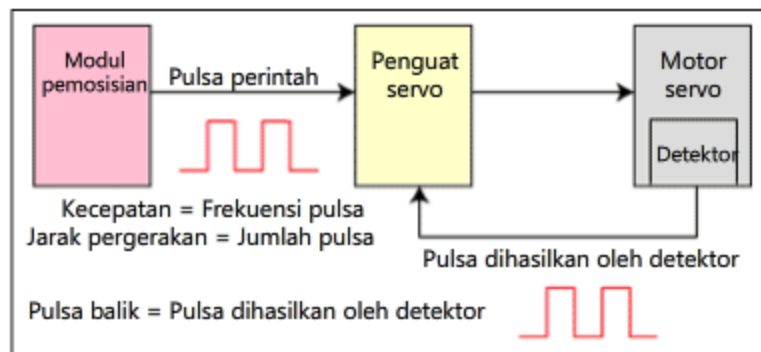 Modul
pemosisian
Pulsa perintah
Penguat
servo
Motor
servo
Detektor
Kecepatan = Frekuensi pulsa
Jarak pergerakan = Jumlah pulsa
Pulsa dihasilkan oleh detektor
Pulsa balik = Pulsa dihasilkan oleh detektor